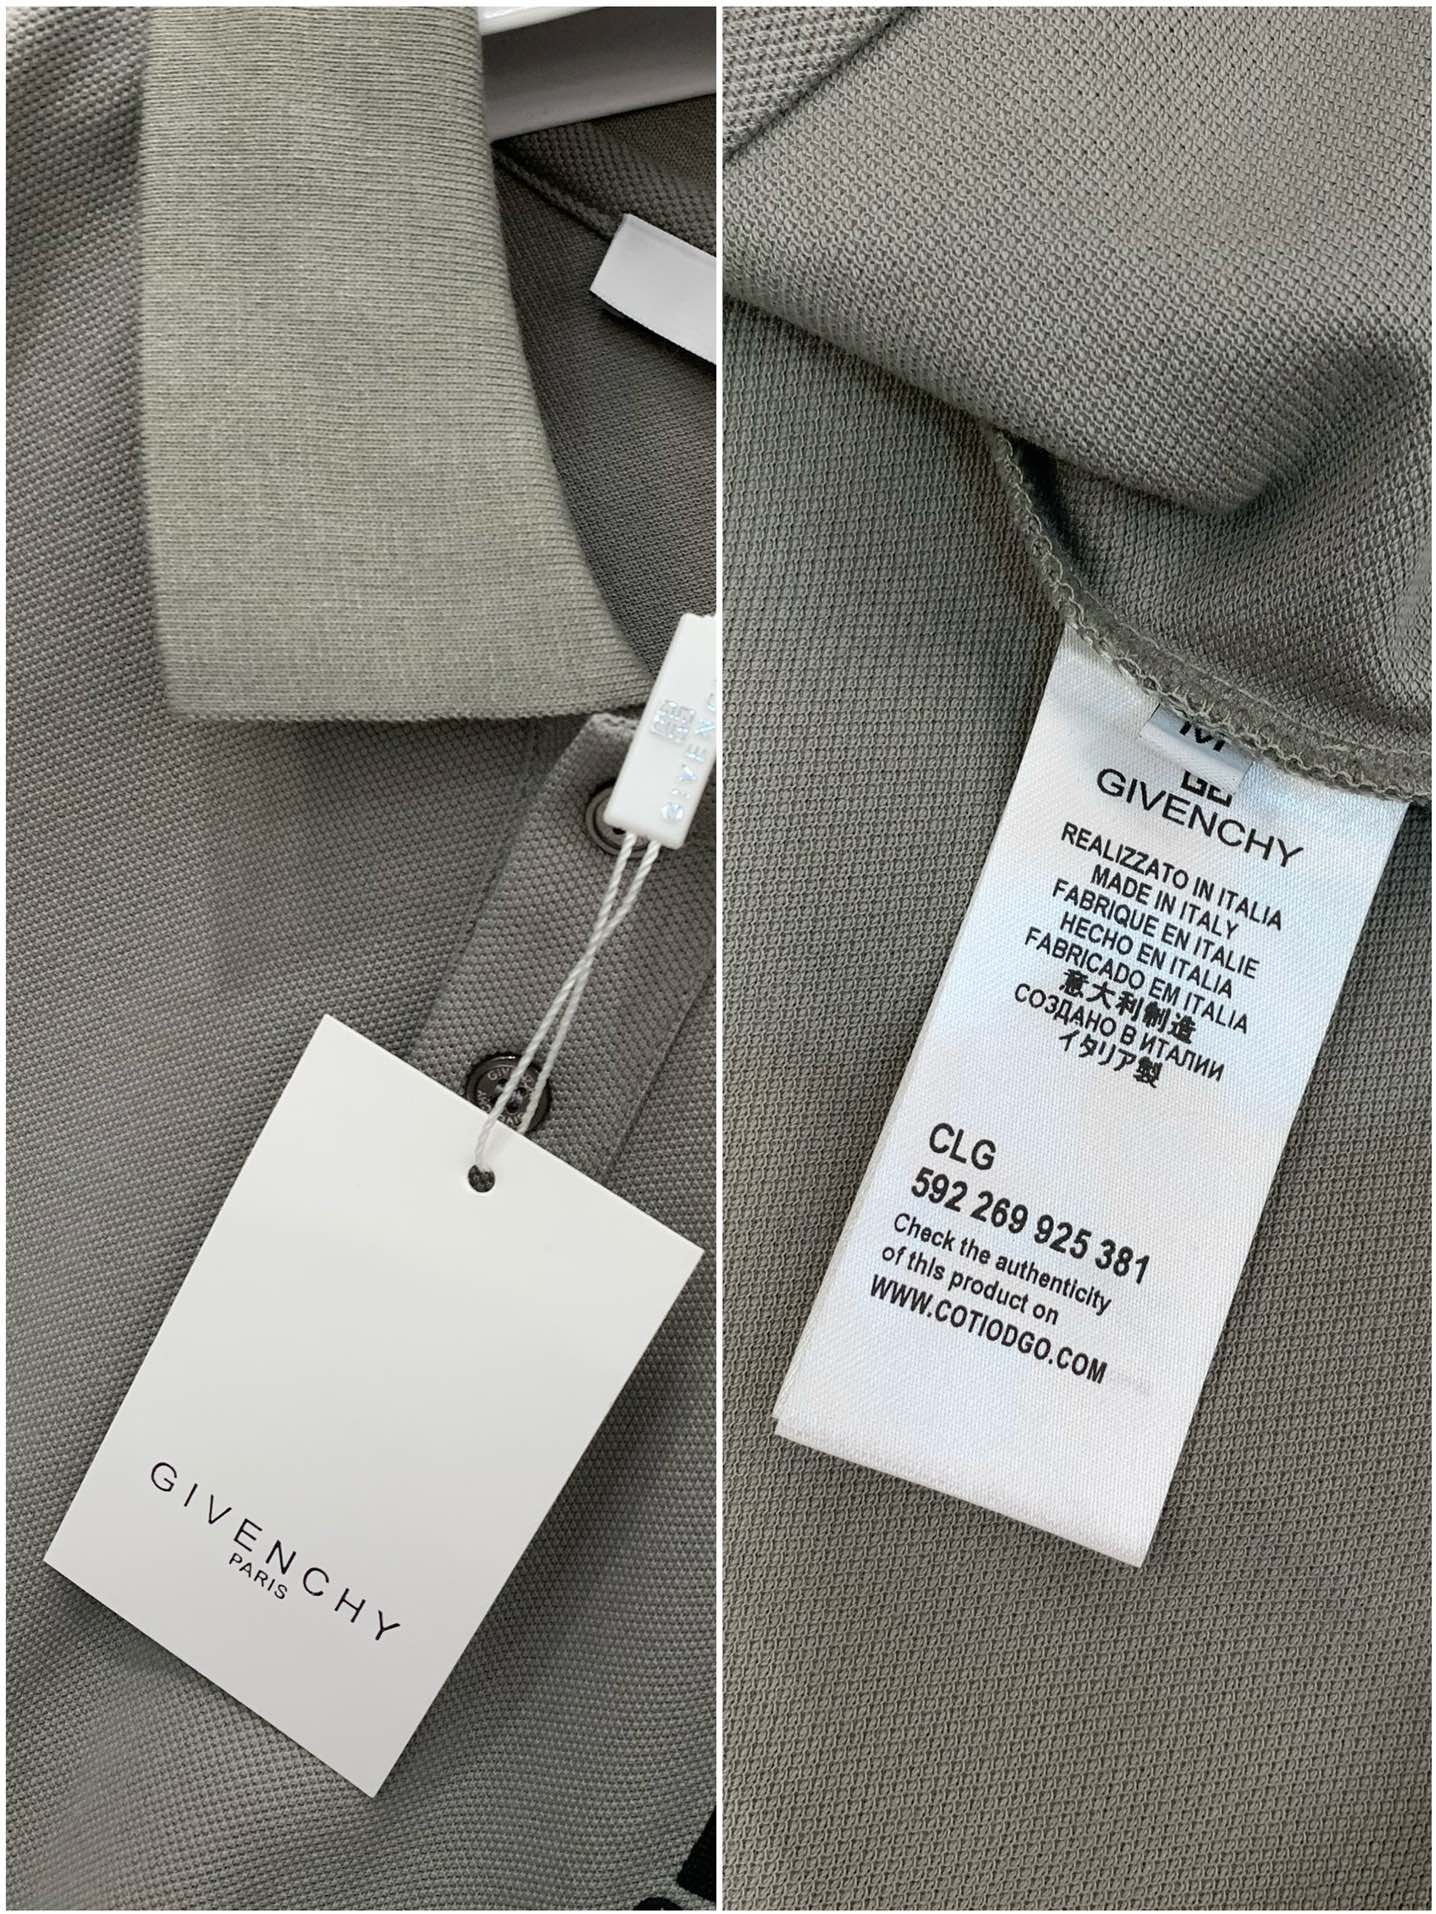 GIVENCHY
GIVENCHY
PARIS
M
GIVENCHY
REALIZZATO IN ITALIA
MADE IN ITALY
FABRIQUE EN ITALIE
HECHO EN ITALIA
FABRICADO EM ITALIA
意大利制造
СОЗДАНО В ИТАЛИИ
イタリア製
CLG
592 269 925 381
Check the authenticity
of this product on
WWW.COTIODGO.COM